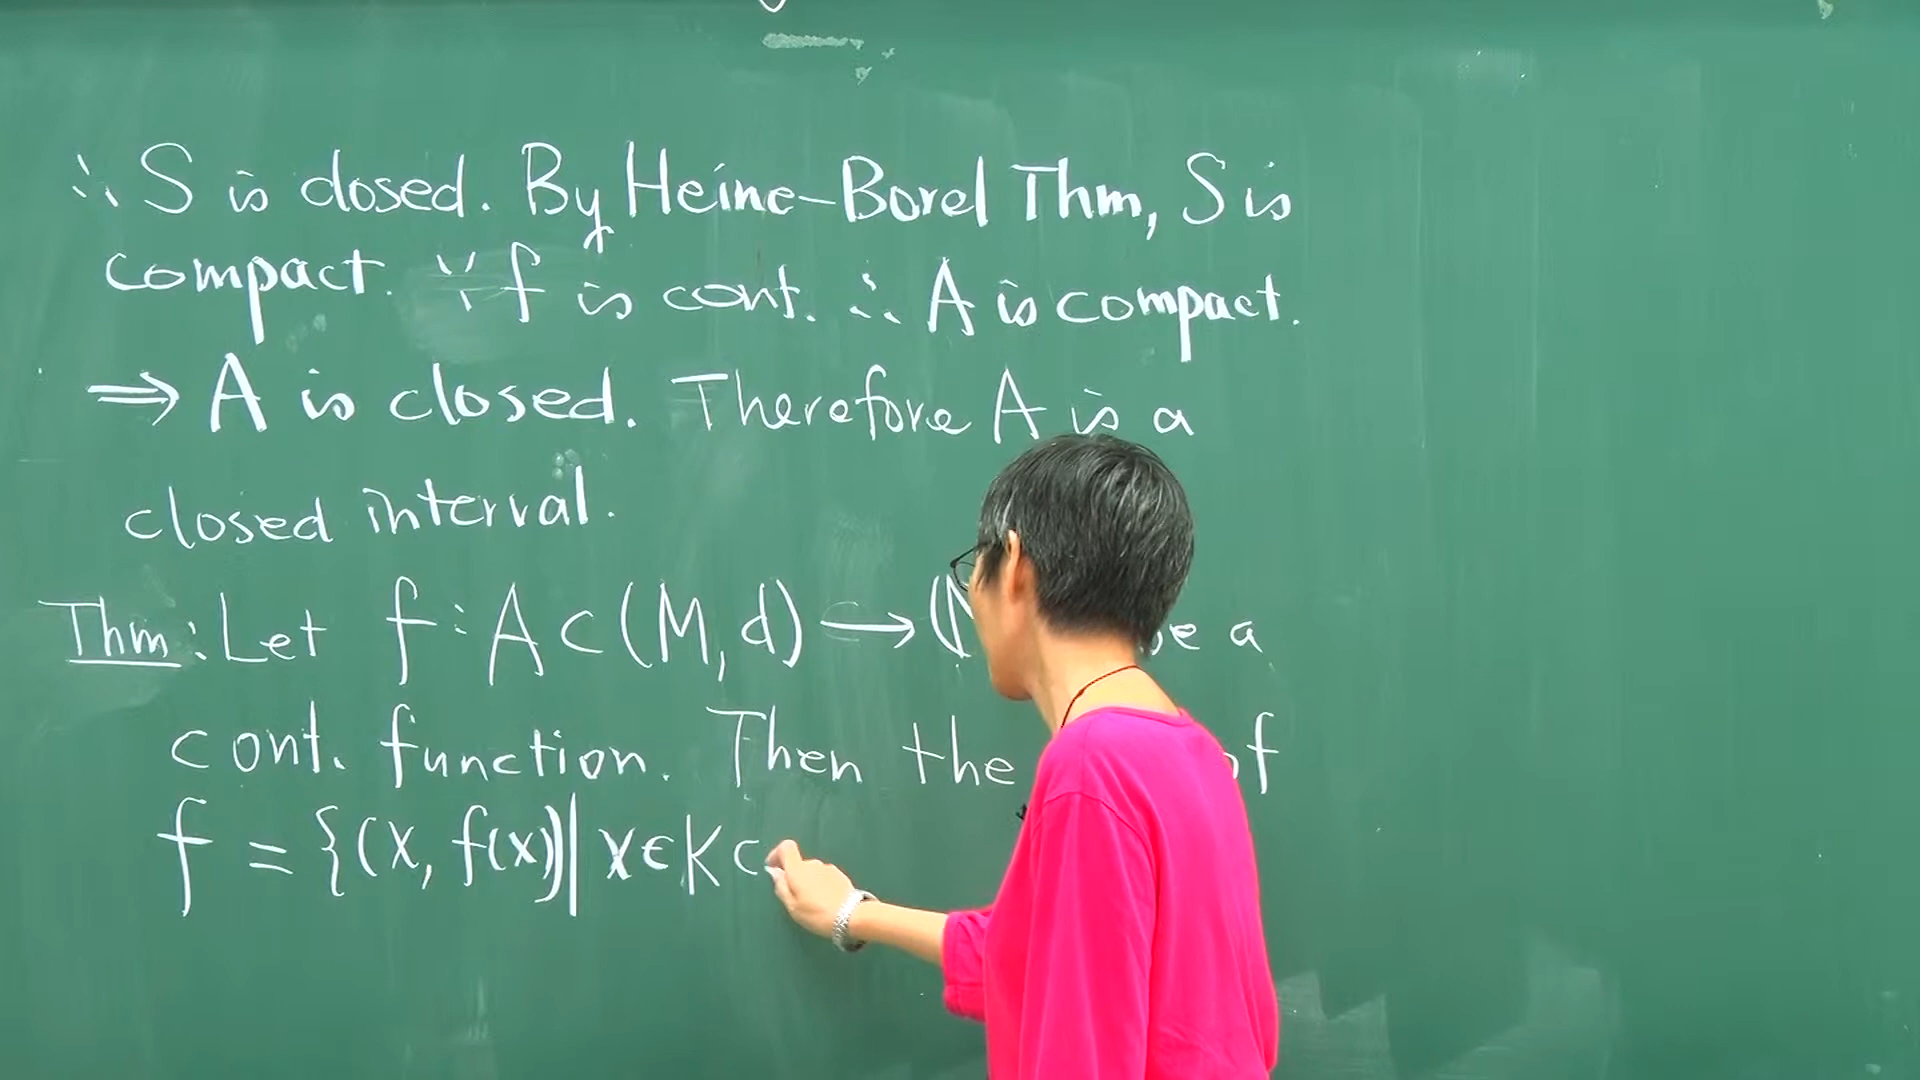 ∴ S is closed. By Heine-Borel Thm, S is
compact. ∵ f is cont. ∴ A is compact.
⇒ A is closed. Therefore A is a
closed interval.
Thm: Let f: A ⊂ (M, d) → ( be a
cont. function. Then the of
f = {(x, f(x)) | x ∈ K ⊂